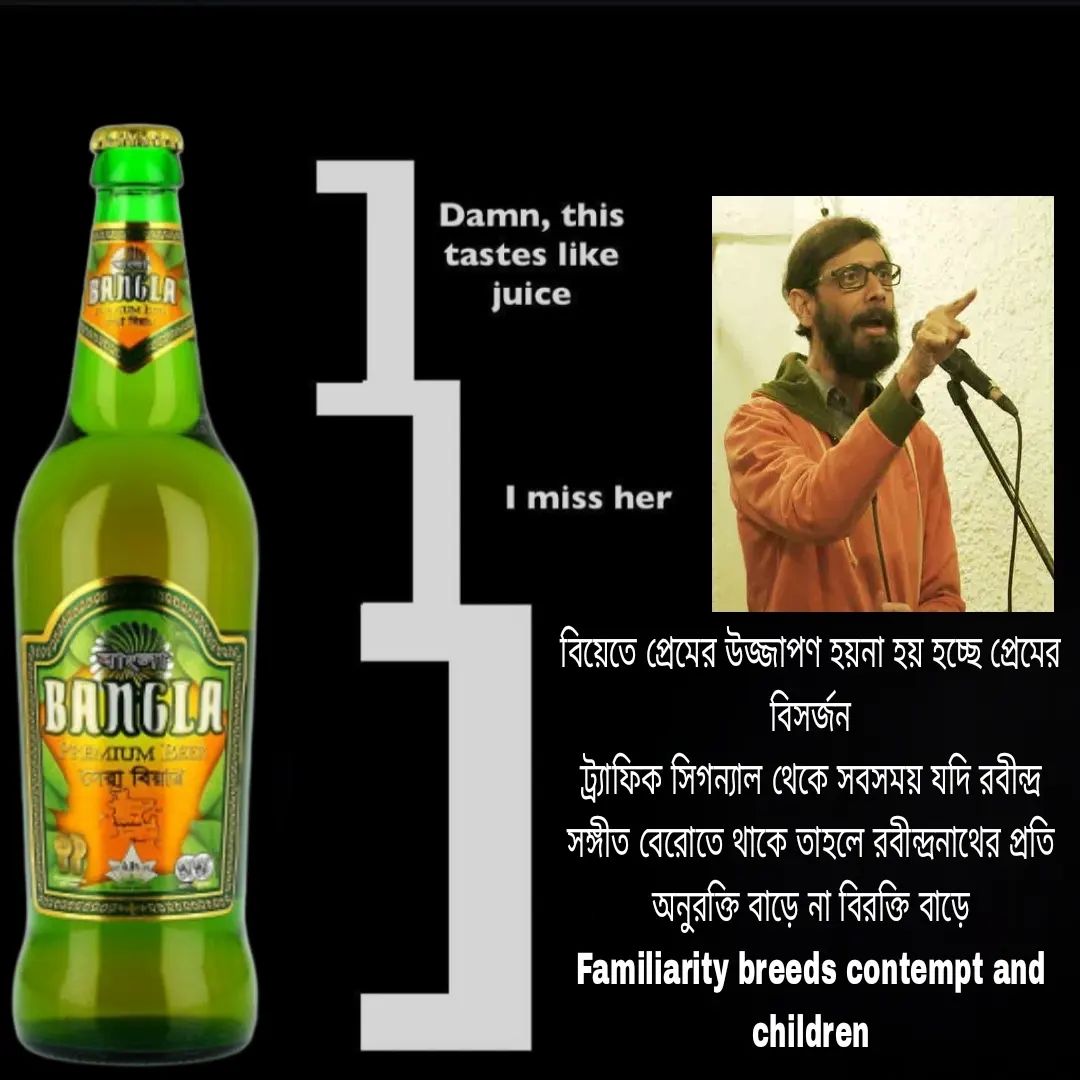 BANGLA
Damn, this
tastes like
juice
I miss her
বাংলা
BANGLA
PREMIUM BEER
সেরা বিয়ার
বিয়েতে প্রেমের উজ্জাপণ হয়না হয় হচ্ছে প্রেমের
বিসর্জন
ট্র্যাফিক সিগন্যাল থেকে সবসময় যদি রবীন্দ্র
সঙ্গীত বেরোতে থাকে তাহলে রবীন্দ্রনাথের প্রতি
অনুরক্তি বাড়ে না বিরক্তি বাড়ে
Familiarity breeds contempt and
children